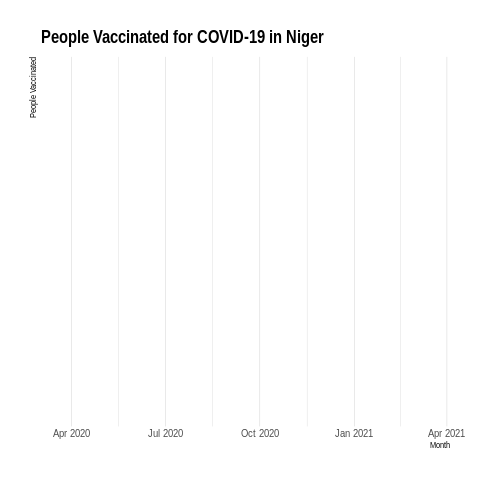 People Vaccinated for COVID-19 in Niger
People Vaccinated
Apr 2020
Jul 2020
Oct 2020
Jan 2021
Apr 2021
Month